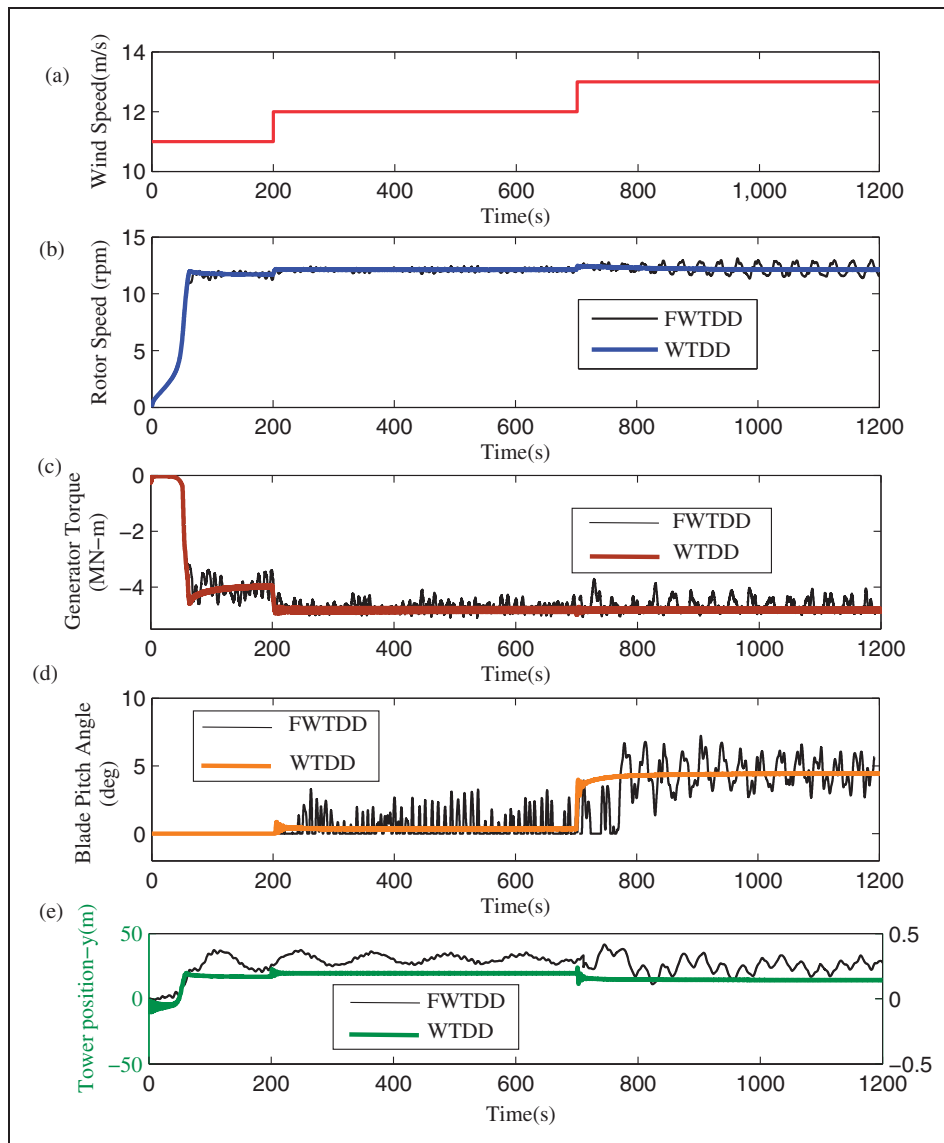 (a)
Wind Speed(m/s)
14
12
10
0 200 400 600 800 1,000 1200
Time(s)
(b)
Rotor Speed (rpm)
15
10
5
0
FWTDD
WTDD
0 200 400 600 800 1000 1200
Time(s)
(c)
Generator Torque
(MN−m)
0
−2
−4
FWTDD
WTDD
0 200 400 600 800 1000 1200
Time(s)
(d)
Blade Pitch Angle
(deg)
10
5
0
FWTDD
WTDD
0 200 400 600 800 1000 1200
Time(s)
(e)
Tower position−y(m)
50
0
−50
0.5
0
−0.5
FWTDD
WTDD
0 200 400 600 800 1000 1200
Time(s)